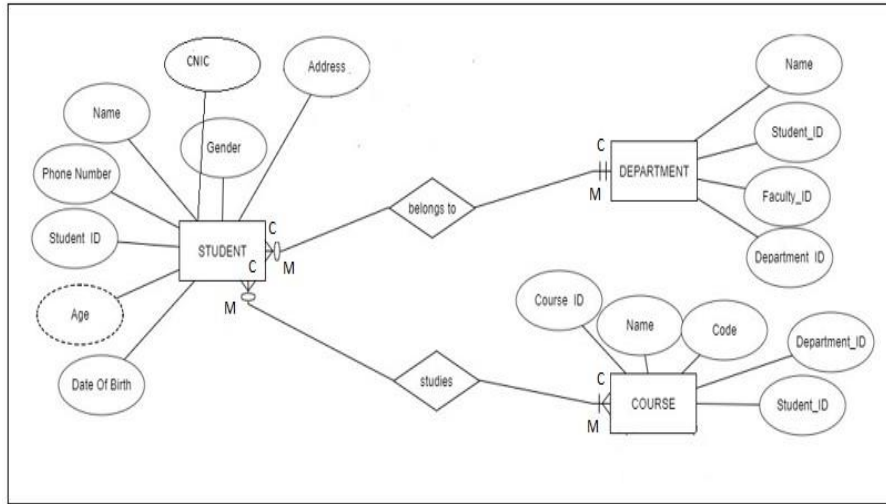 CNIC
Address
Name
Gender
Phone Number
Student ID
Age
Date Of Birth
STUDENT
C
M
C
M
belongs to
C
M
DEPARTMENT
Name
Student_ID
Faculty_ID
Department ID
studies
C
M
COURSE
Course ID
Name
Code
Department_ID
Student_ID